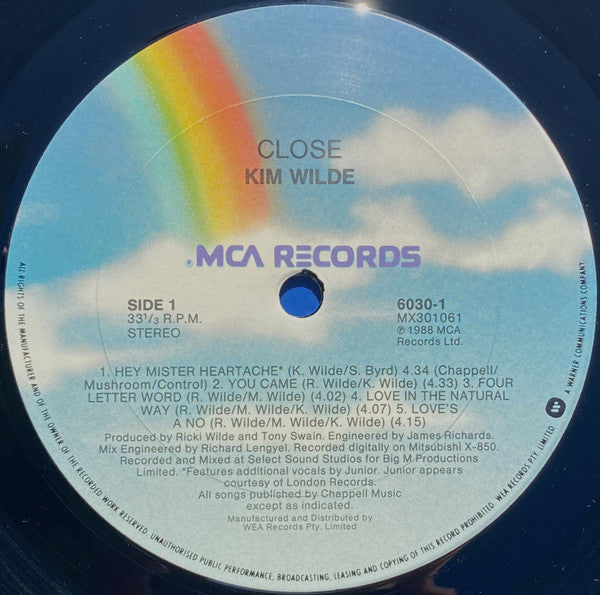 CLOSE
KIM WILDE
® MCA RECORDS
SIDE 1
33 1/3 R.P.M.
STEREO
6030-1
MX301061
℗ 1988 MCA
Records Ltd.
1. HEY MISTER HEARTACHE* (K. Wilde/S. Byrd) 4.34 (Chappell/
Mushroom/Control) 2. YOU CAME (R. Wilde/K. Wilde) (4.33) 3. FOUR
LETTER WORD (R. Wilde/M. Wilde) (4.02) 4. LOVE IN THE NATURAL
WAY (R. Wilde/M. Wilde/K. Wilde) (4.07) 5. LOVE'S
A NO (R. Wilde/M. Wilde/K. Wilde) (4.15)
Produced by Ricki Wilde and Tony Swain. Engineered by James Richards.
Mix Engineered by Richard Lengyel. Recorded digitally on Mitsubishi X-850.
Recorded and Mixed at Select Sound Studios for Big M Productions
Limited. *Features additional vocals by Junior. Junior appears
courtesy of London Records.
All songs published by Chappell Music
except as indicated.
Manufactured and Distributed by
WEA Records Pty. Limited
ALL RIGHTS OF THE MANUFACTURER AND OF THE OWNER OF THE RECORDED WORK RESERVED. UNAUTHORISED PUBLIC PERFORMANCE, BROADCASTING, LEASING AND COPYING OF THIS RECORD PROHIBITED. WEA RECORDS PTY. LIMITED
A WARNER COMMUNICATIONS COMPANY